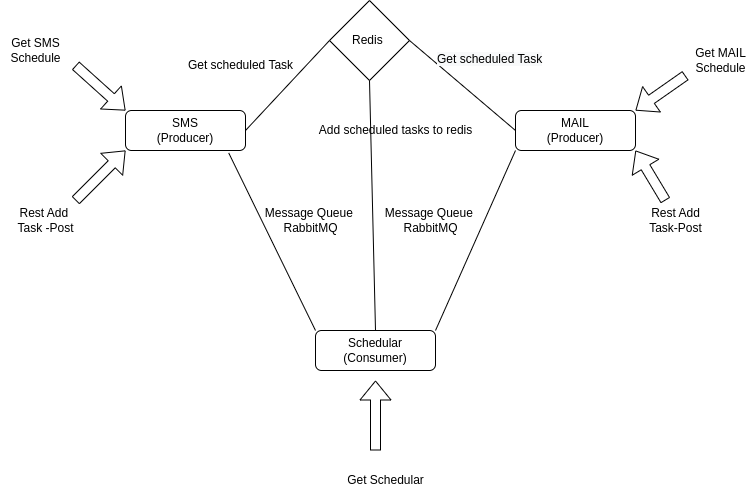 Redis
Get SMS
Schedule
Get scheduled Task
Get scheduled Task
Get MAIL
Schedule
SMS
(Producer)
Add scheduled tasks to redis
MAIL
(Producer)
Rest Add
Task -Post
Message Queue
RabbitMQ
Message Queue
RabbitMQ
Rest Add
Task-Post
Schedular
(Consumer)
Get Schedular